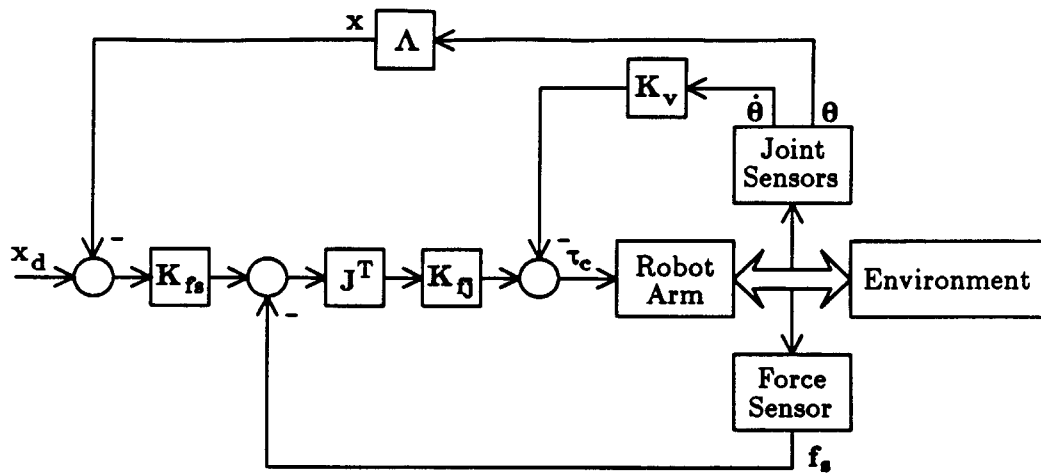 x
Λ
K_v
θ̇
θ
Joint
Sensors
x_d
-
K_fs
-
J^T
K_fj
-
τ_c
Robot
Arm
Environment
Force
Sensor
f_s